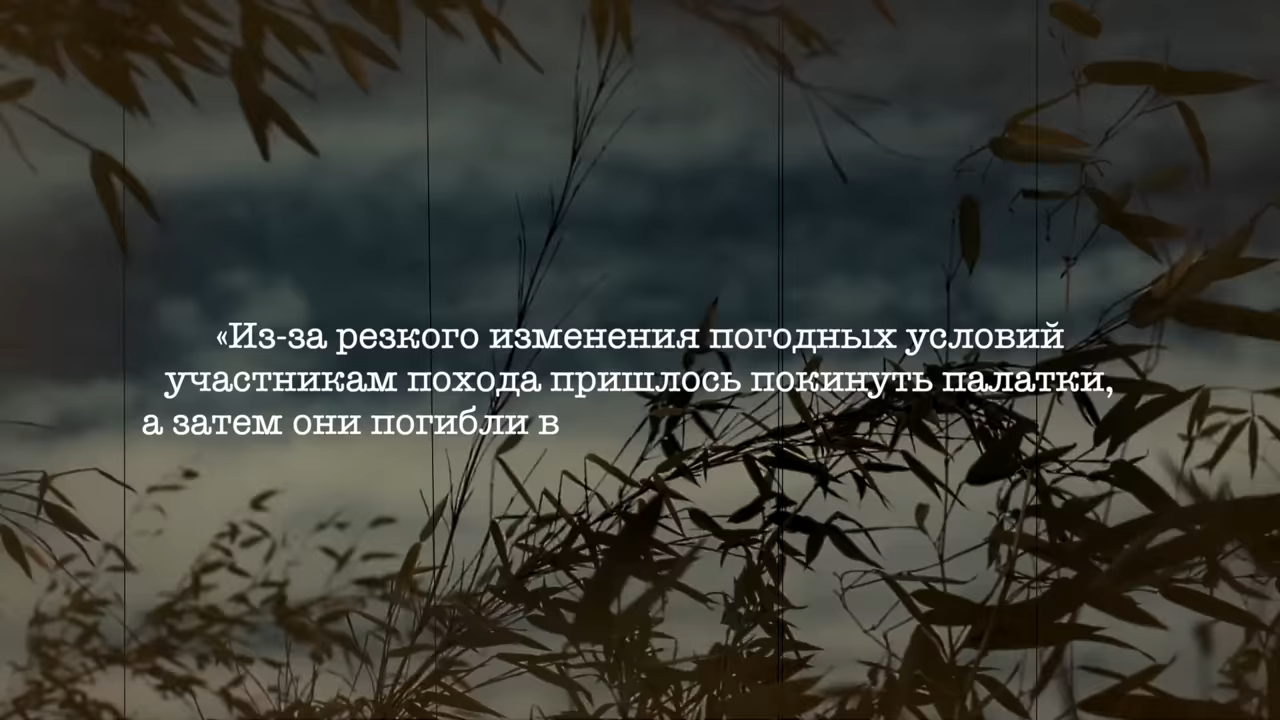 «Из-за резкого изменения погодных условий
участникам похода пришлось покинуть палатки,
а затем они погибли в